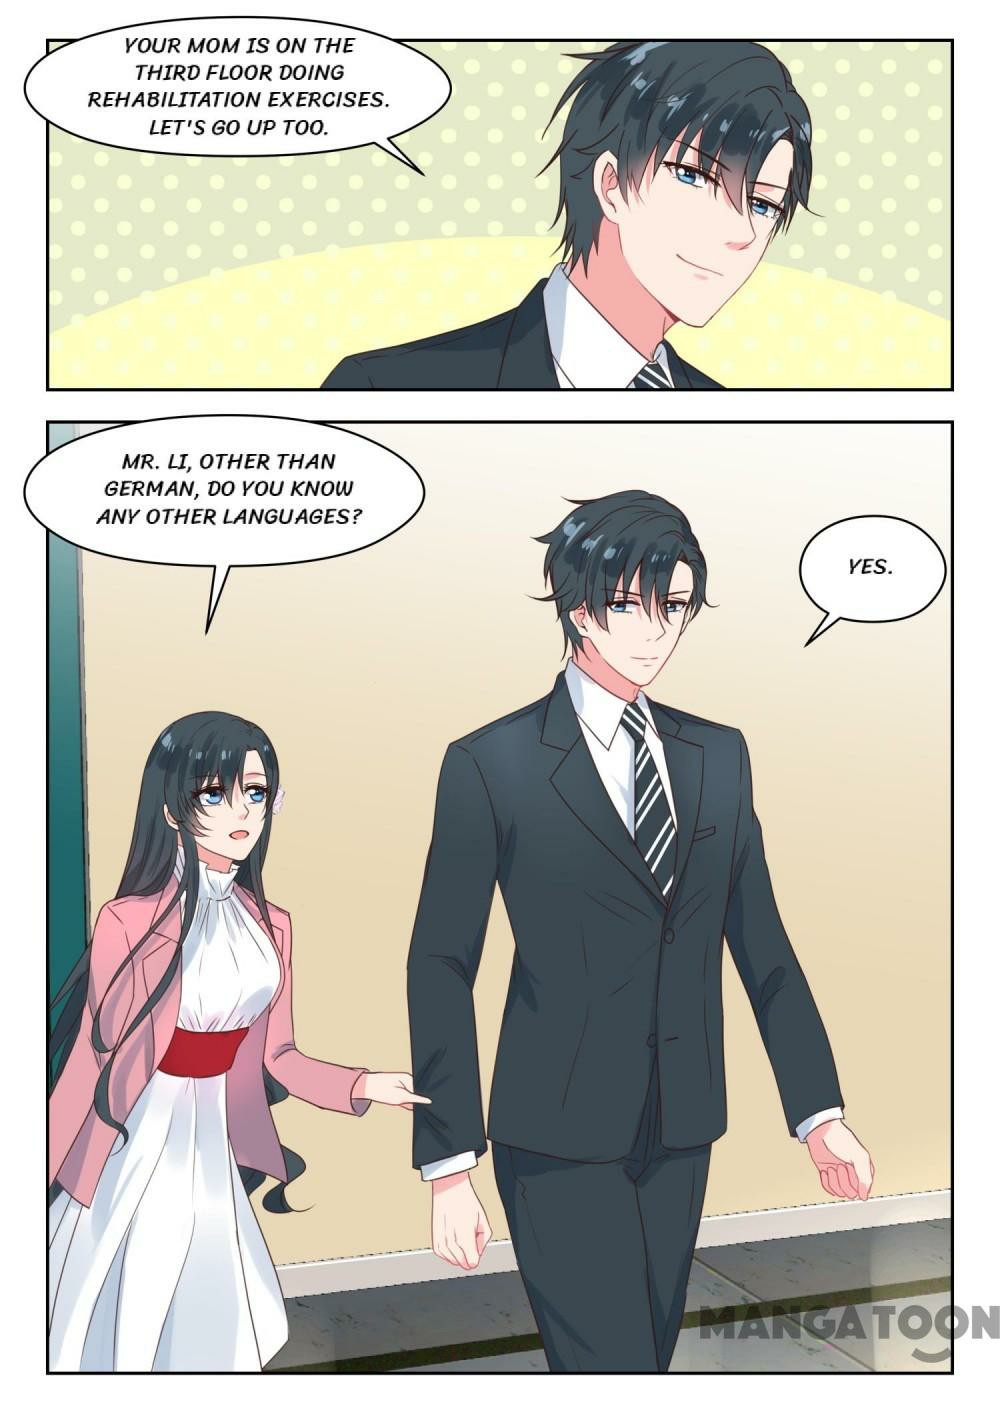 YOUR MOM IS ON THE
THIRD FLOOR DOING
REHABILITATION EXERCISES.
LET'S GO UP TOO.
MR. LI, OTHER THAN
GERMAN, DO YOU KNOW
ANY OTHER LANGUAGES?
YES.
MANGATOON